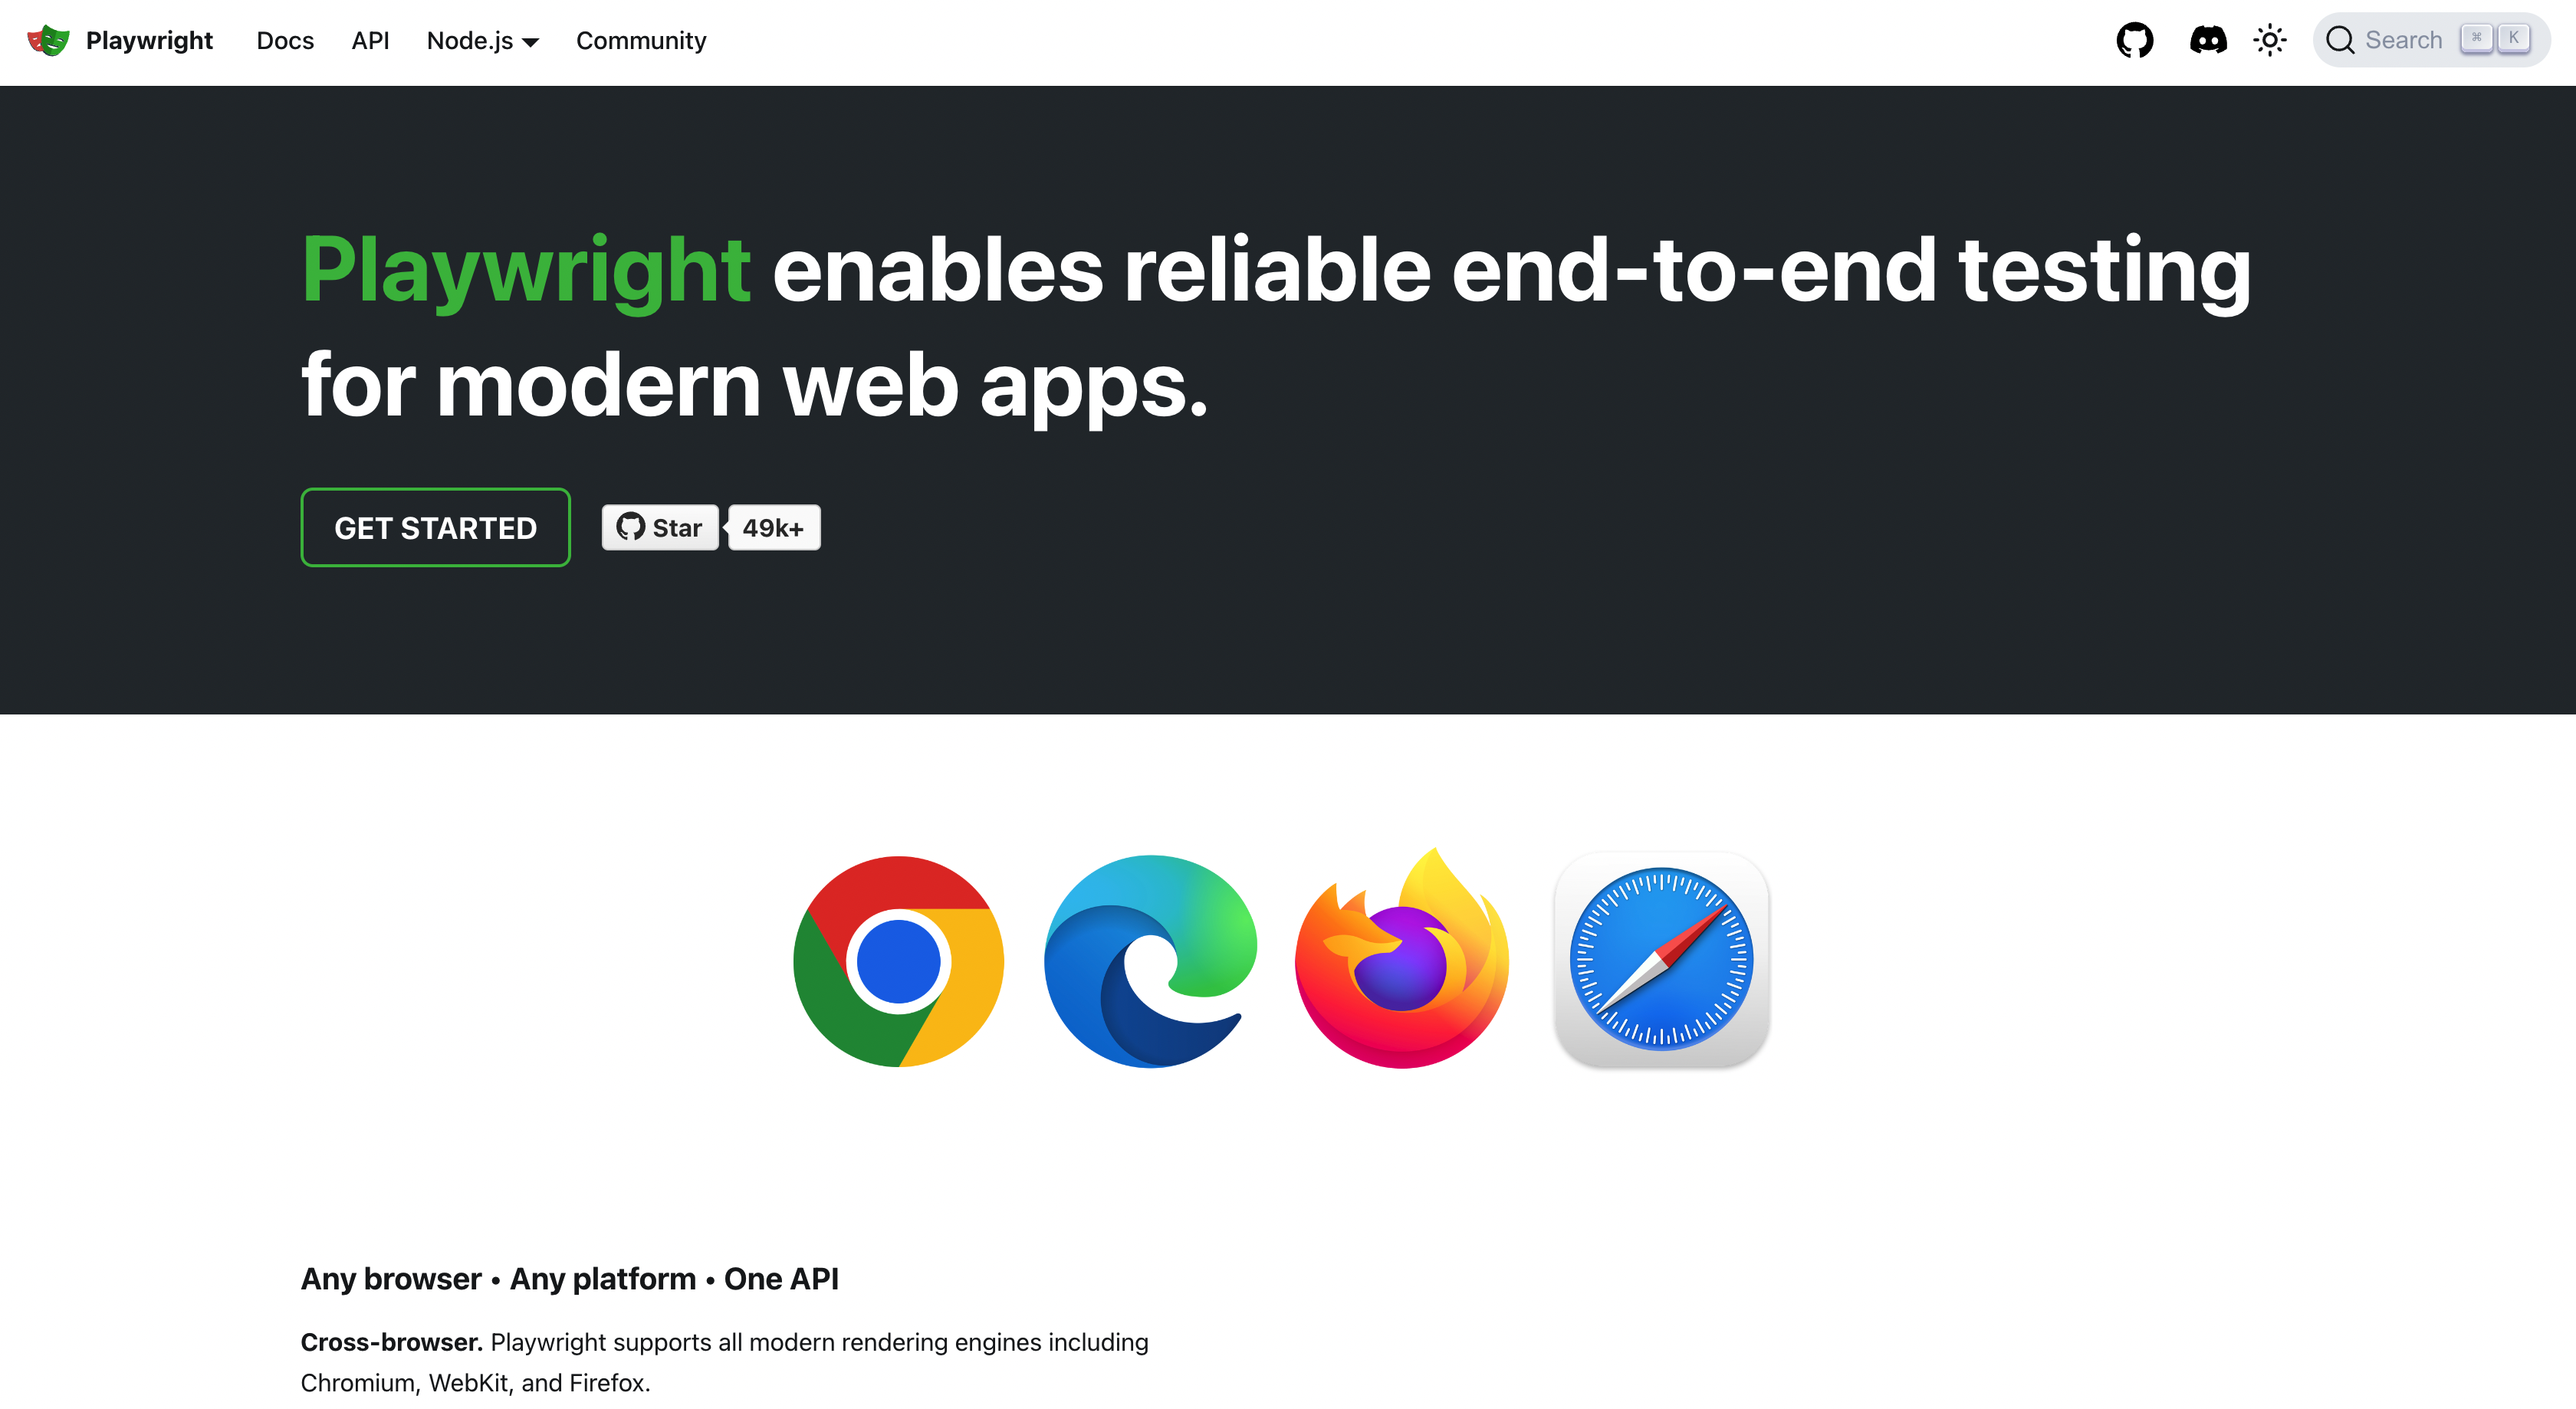 Playwright Docs API Node.js Community Search ⌘ K
Playwright enables reliable end-to-end testing
for modern web apps.
GET STARTED Star 49k+
Any browser • Any platform • One API
Cross-browser. Playwright supports all modern rendering engines including
Chromium, WebKit, and Firefox.